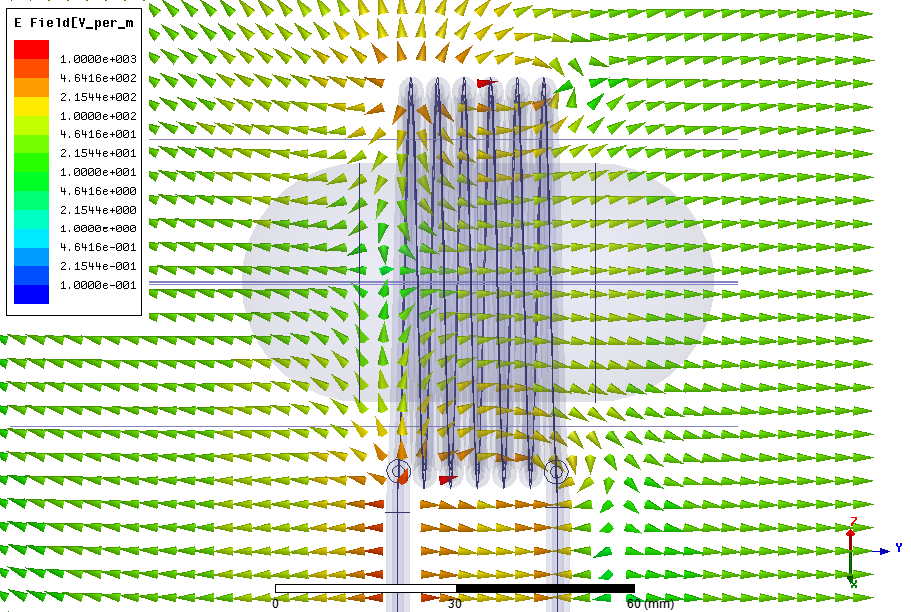 E Field[V_per_m
1.0000e+003
4.6416e+002
2.1544e+002
1.0000e+002
4.6416e+001
2.1544e+001
1.0000e+001
4.6416e+000
2.1544e+000
1.0000e+000
4.6416e-001
2.1544e-001
1.0000e-001
Z
Y
X
0 30 60 (mm)